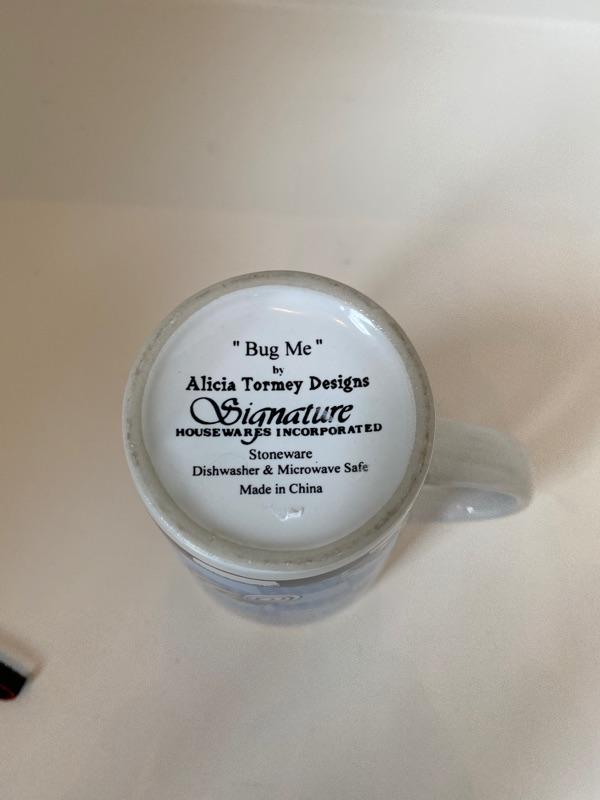 " Bug Me "
by
Alicia Tormey Designs
Signature
HOUSEWARES INCORPORATED
Stoneware
Dishwasher & Microwave Safe
Made in China